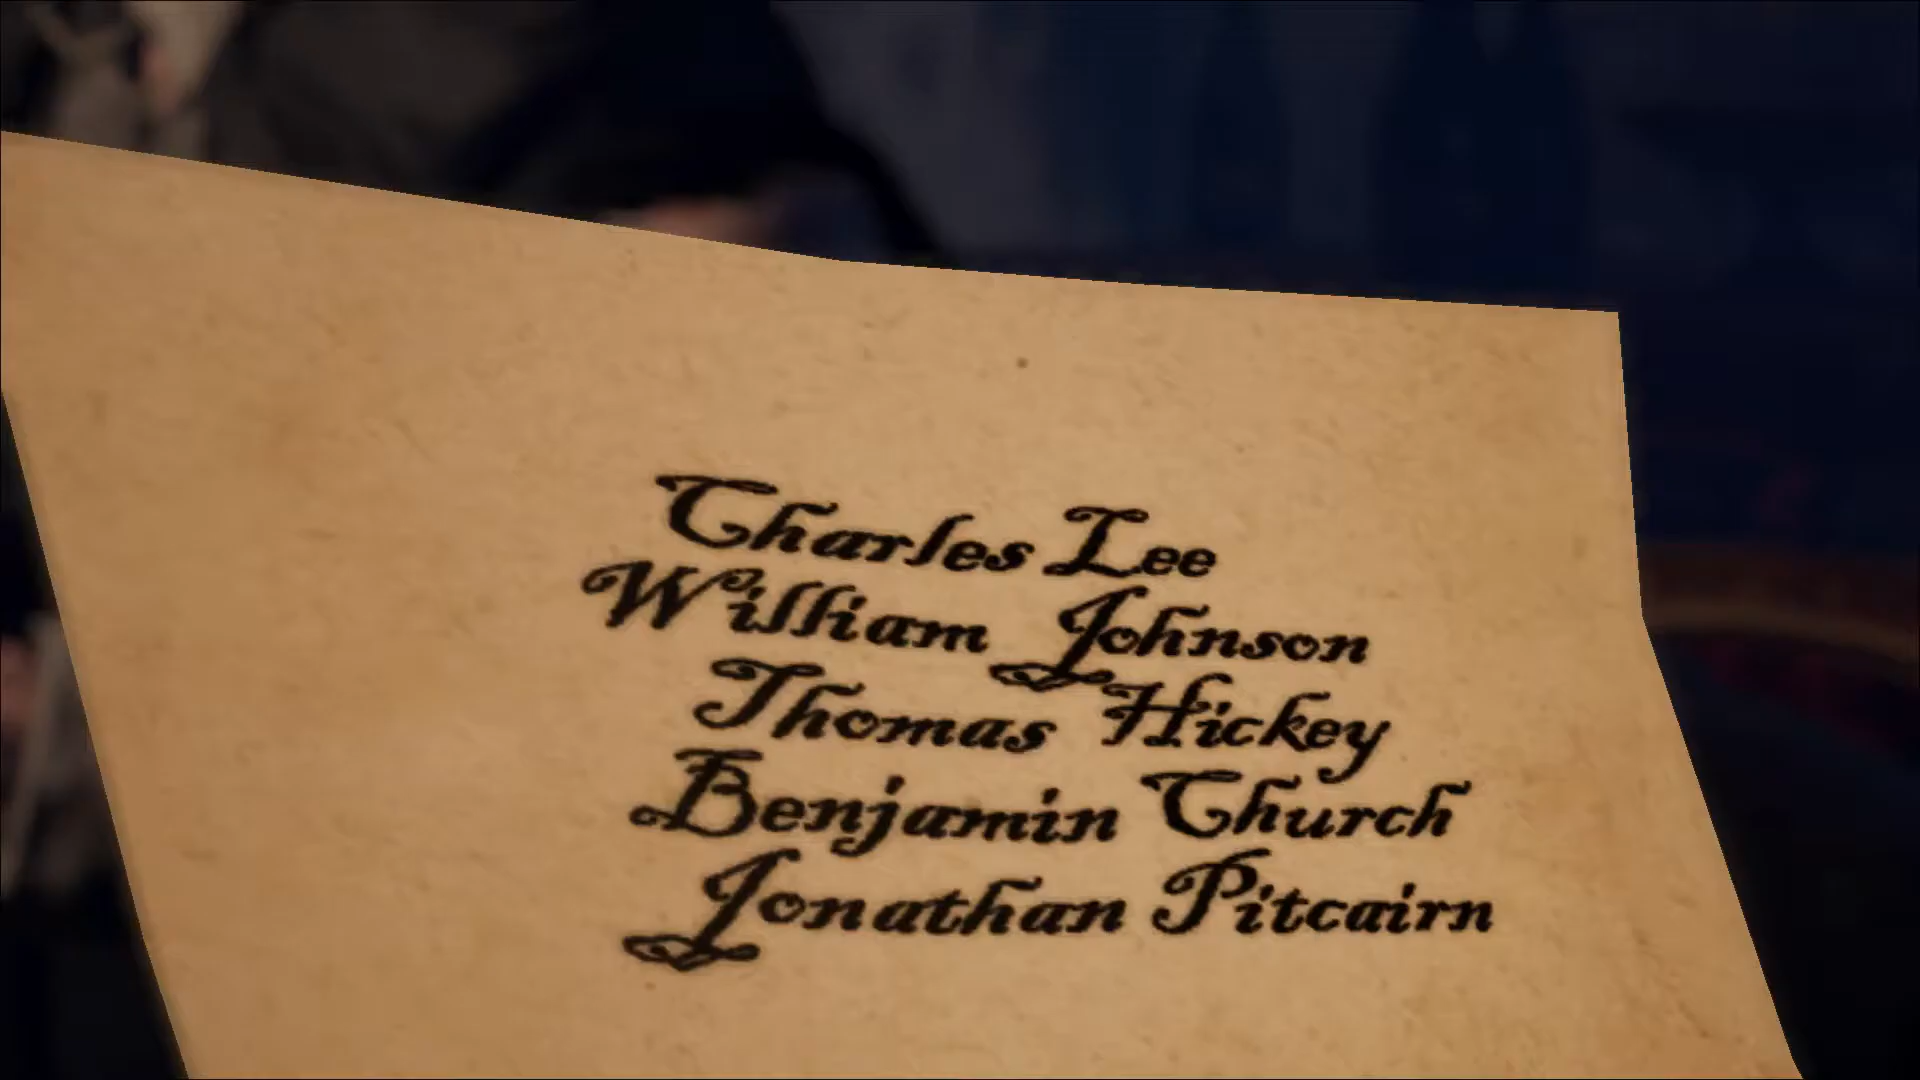 Charles Lee
William Johnson
Thomas Hickey
Benjamin Church
Jonathan Pitcairn